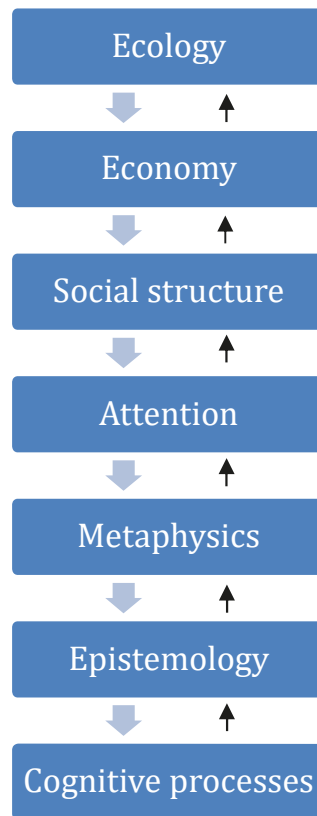 Ecology
Economy
Social structure
Attention
Metaphysics
Epistemology
Cognitive processes